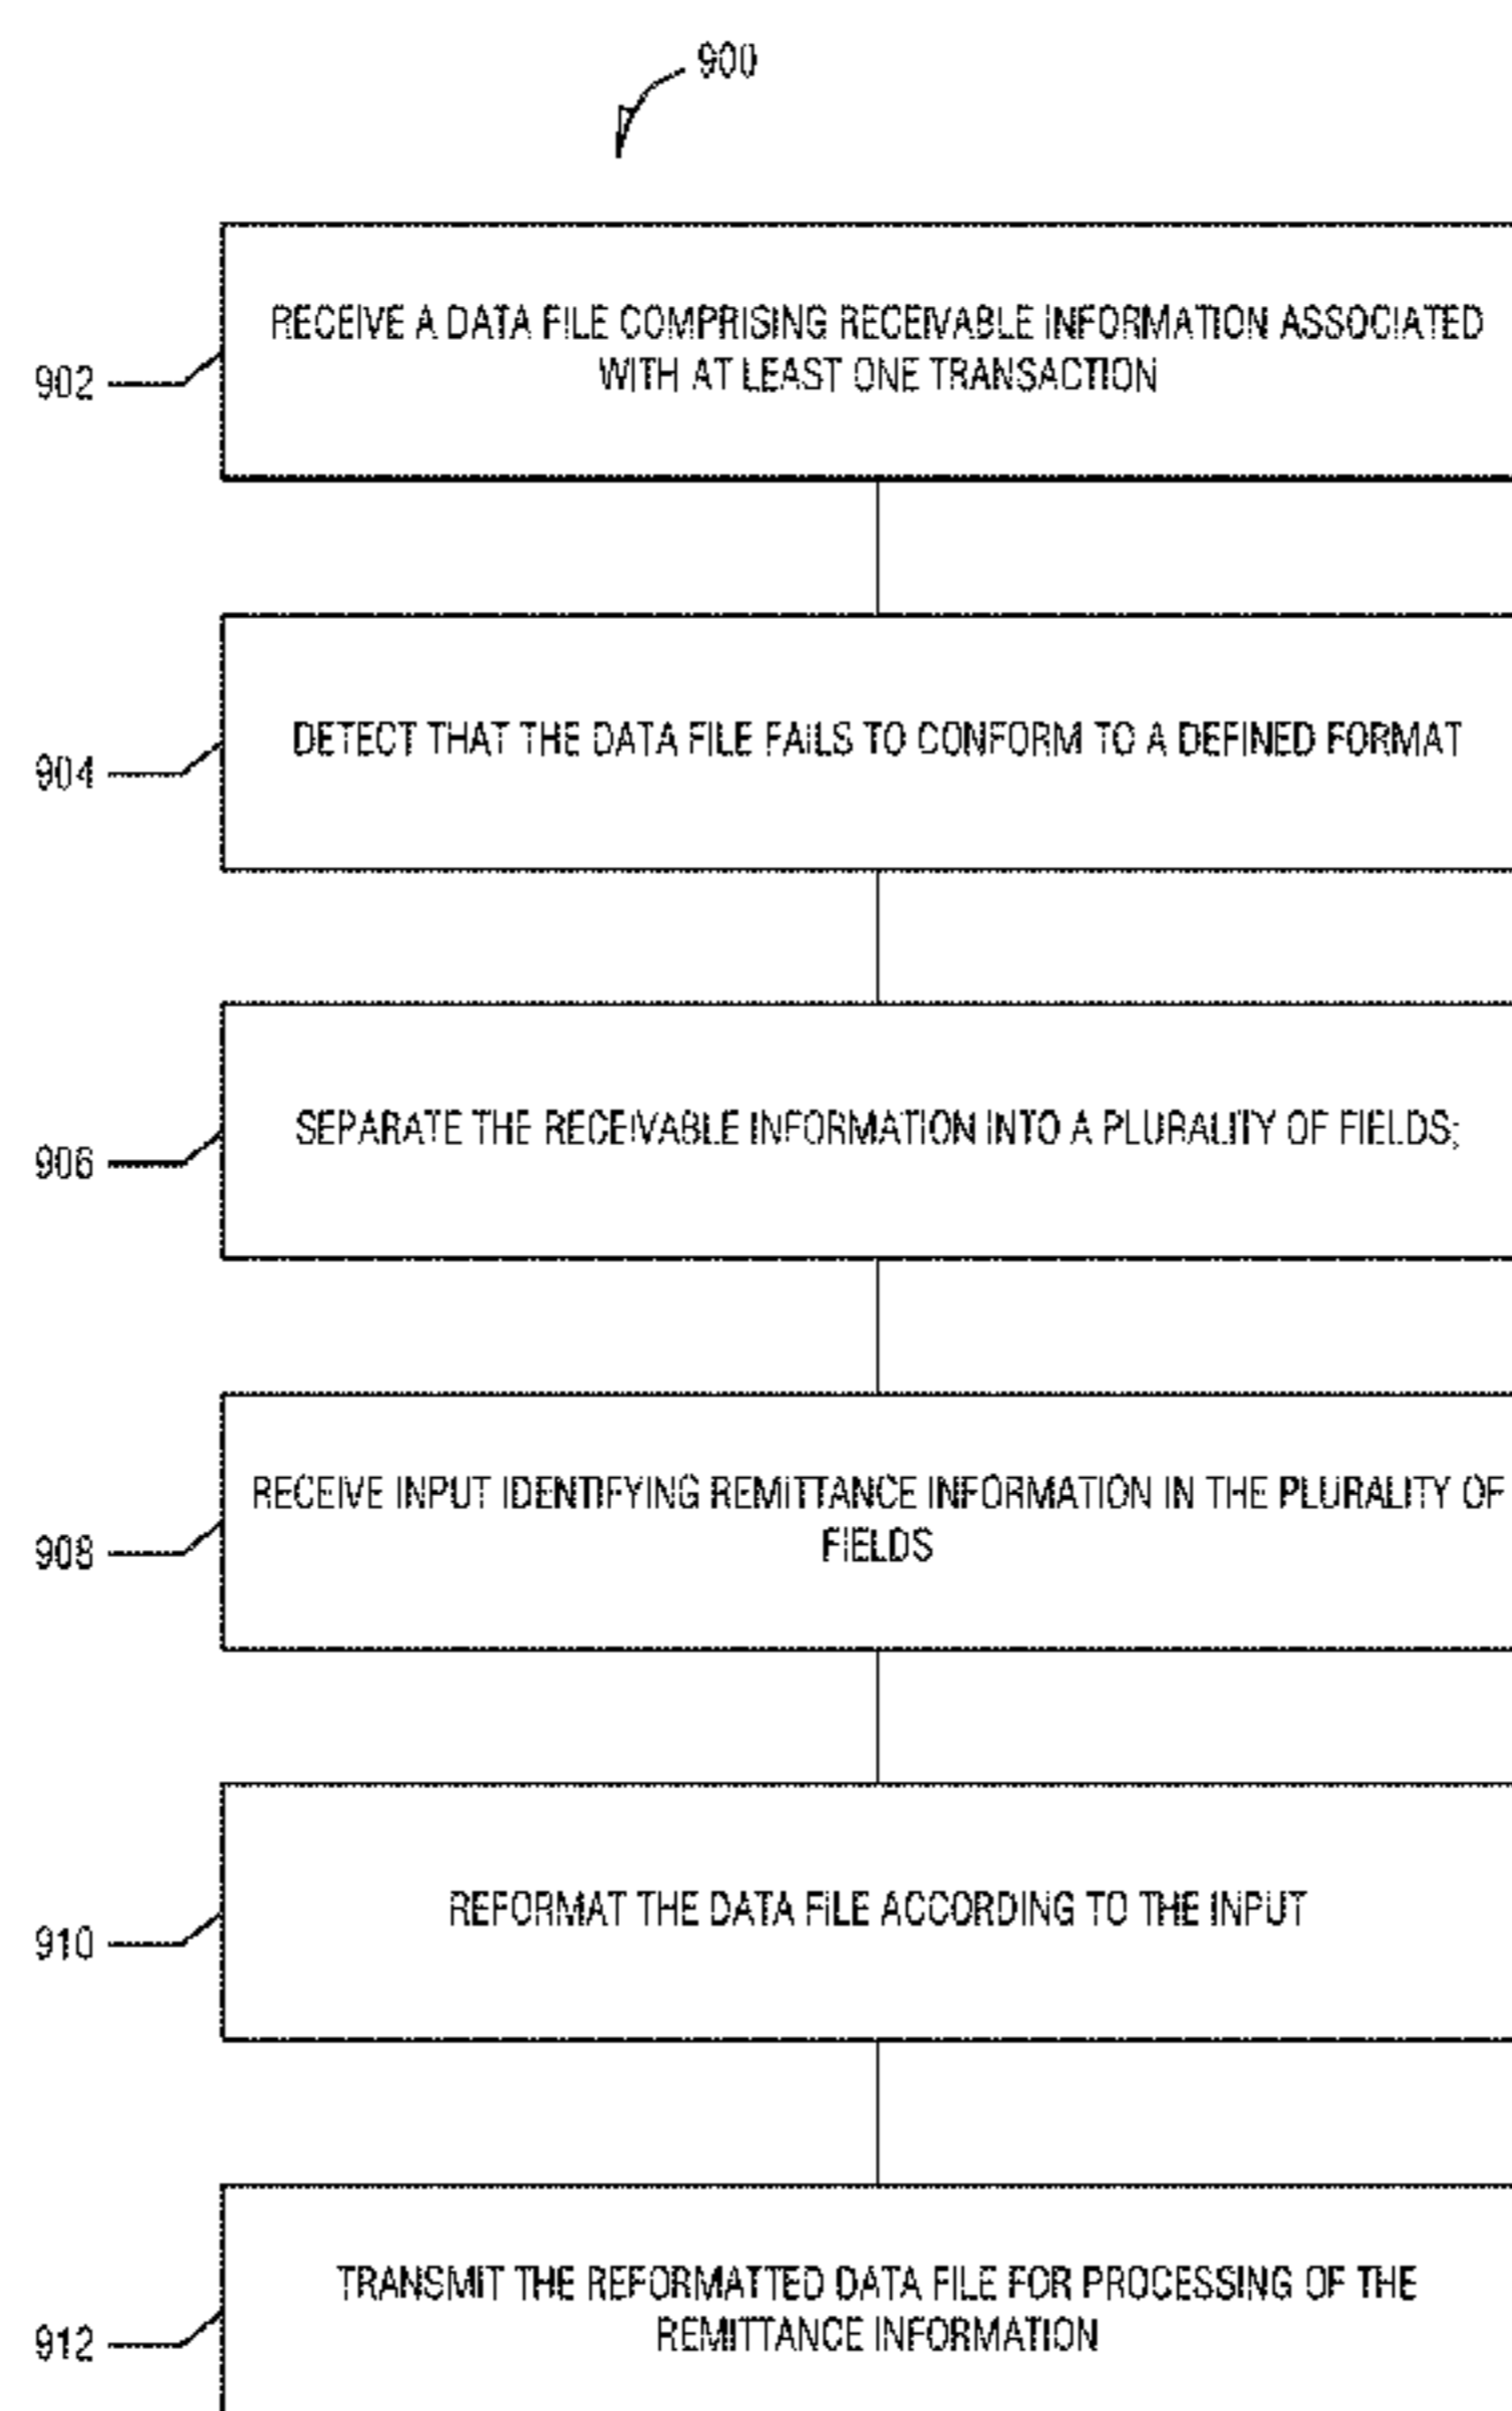 900
RECEIVE A DATA FILE COMPRISING RECEIVABLE INFORMATION ASSOCIATED
WITH AT LEAST ONE TRANSACTION
902
DETECT THAT THE DATA FILE FAILS TO CONFORM TO A DEFINED FORMAT
904
SEPARATE THE RECEIVABLE INFORMATION INTO A PLURALITY OF FIELDS;
906
RECEIVE INPUT IDENTIFYING REMITTANCE INFORMATION IN THE PLURALITY OF
FIELDS
908
REFORMAT THE DATA FILE ACCORDING TO THE INPUT
910
TRANSMIT THE REFORMATTED DATA FILE FOR PROCESSING OF THE
REMITTANCE INFORMATION
912